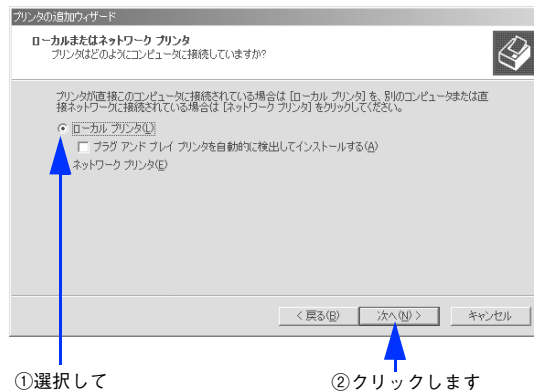 プリンタの追加ウィザード
ローカルまたはネットワーク プリンタ
プリンタはどのようにコンピュータに接続していますか?
プリンタが直接このコンピュータに接続されている場合は [ローカル プリンタ] を、別のコンピュータまたは直
接ネットワークに接続されている場合は [ネットワーク プリンタ] をクリックしてください。
ローカル プリンタ(L)
プラグ アンド プレイ プリンタを自動的に検出してインストールする(A)
ネットワーク プリンタ(E)
< 戻る(B)
次へ(N) >
キャンセル
①選択して
②クリックします